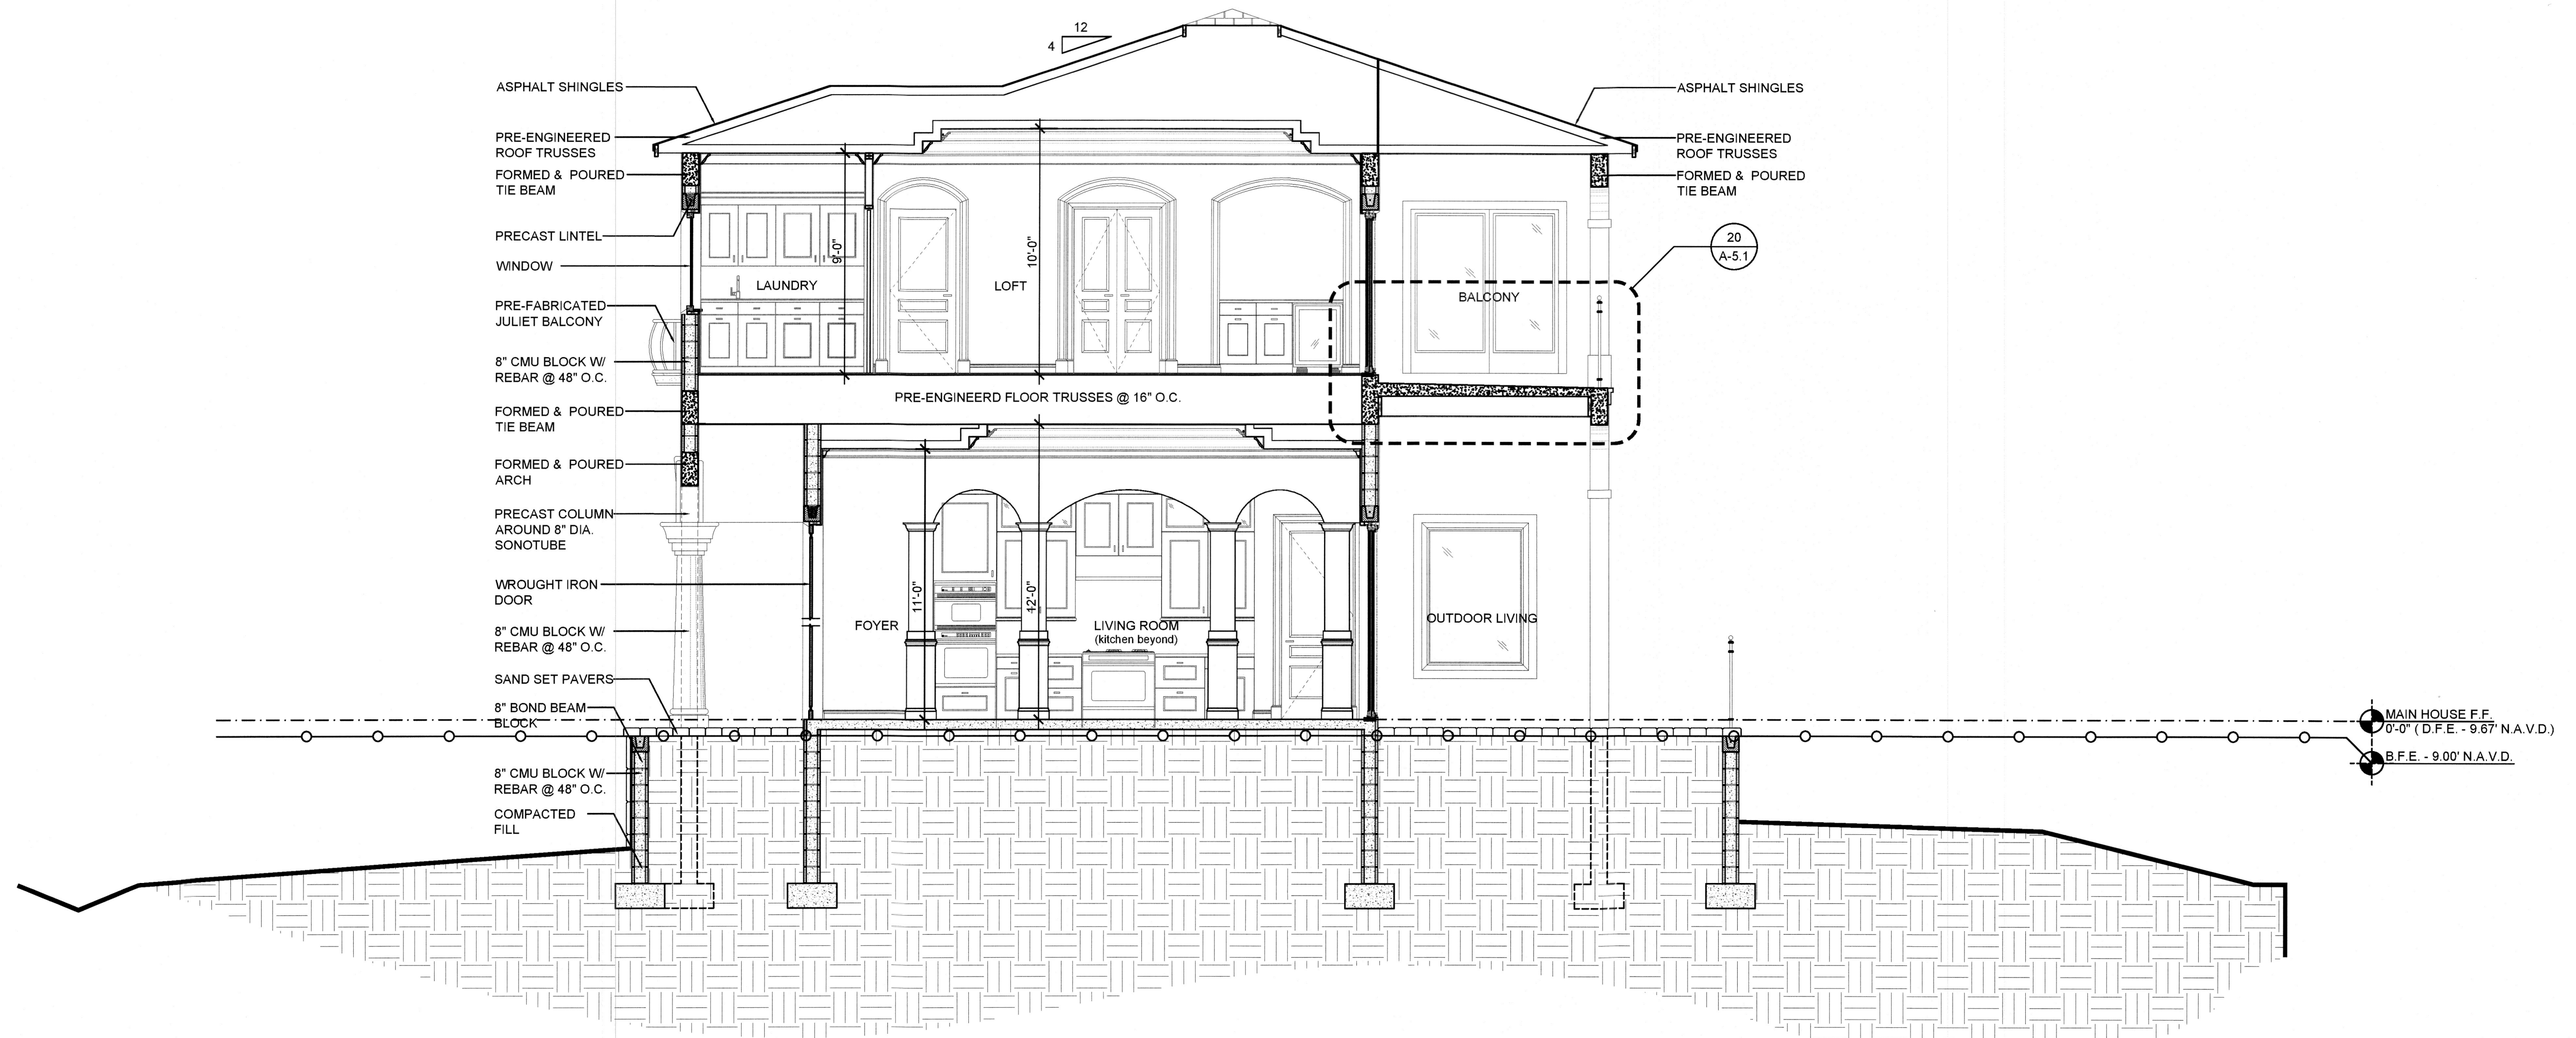 12
4
ASPHALT SHINGLES
PRE-ENGINEERED
ROOF TRUSSES
FORMED & POURED
TIE BEAM
PRECAST LINTEL
WINDOW
PRE-FABRICATED
JULIET BALCONY
8" CMU BLOCK W/
REBAR @ 48" O.C.
FORMED & POURED
TIE BEAM
FORMED & POURED
ARCH
PRECAST COLUMN
AROUND 8" DIA.
SONOTUBE
WROUGHT IRON
DOOR
8" CMU BLOCK W/
REBAR @ 48" O.C.
SAND SET PAVERS
8" BOND BEAM
BLOCK
8" CMU BLOCK W/
REBAR @ 48" O.C.
COMPACTED
FILL
9'-0"
10'-0"
LAUNDRY
LOFT
BALCONY
PRE-ENGINEERD FLOOR TRUSSES @ 16" O.C.
11'-0"
12'-0"
FOYER
LIVING ROOM
(kitchen beyond)
OUTDOOR LIVING
ASPHALT SHINGLES
PRE-ENGINEERED
ROOF TRUSSES
FORMED & POURED
TIE BEAM
20
A-5.1
MAIN HOUSE F.F.
0'-0" ( D.F.E. - 9.67' N.A.V.D.)
B.F.E. - 9.00' N.A.V.D.